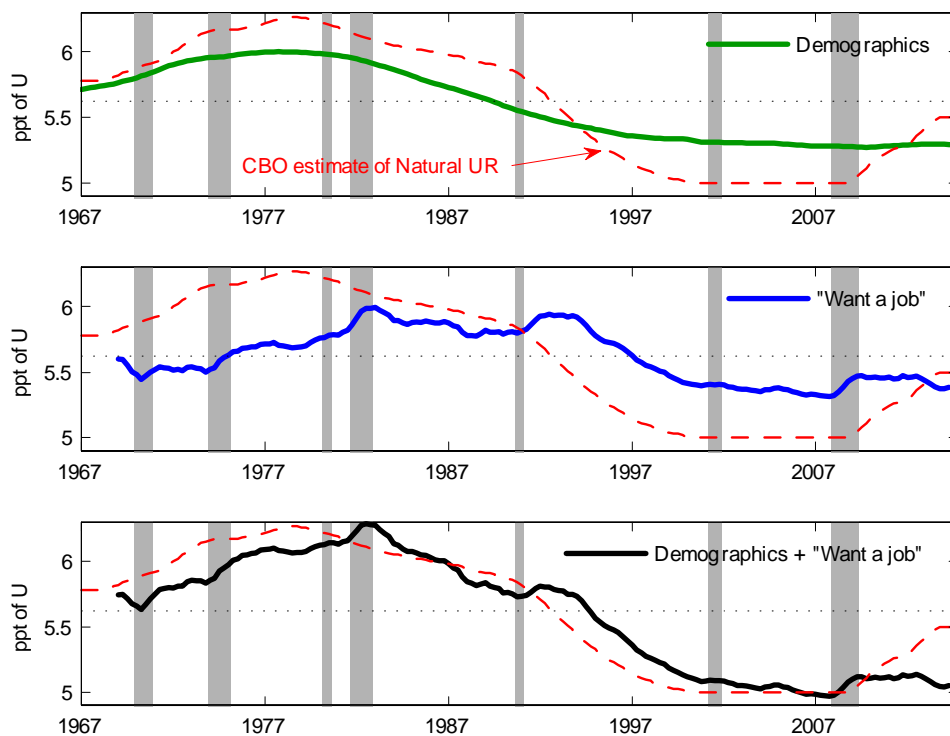 Demographics
6
5.5
5
ppt of U
CBO estimate of Natural UR
1967 1977 1987 1997 2007
"Want a job"
6
5.5
5
ppt of U
1967 1977 1987 1997 2007
Demographics + "Want a job"
6
5.5
5
ppt of U
1967 1977 1987 1997 2007